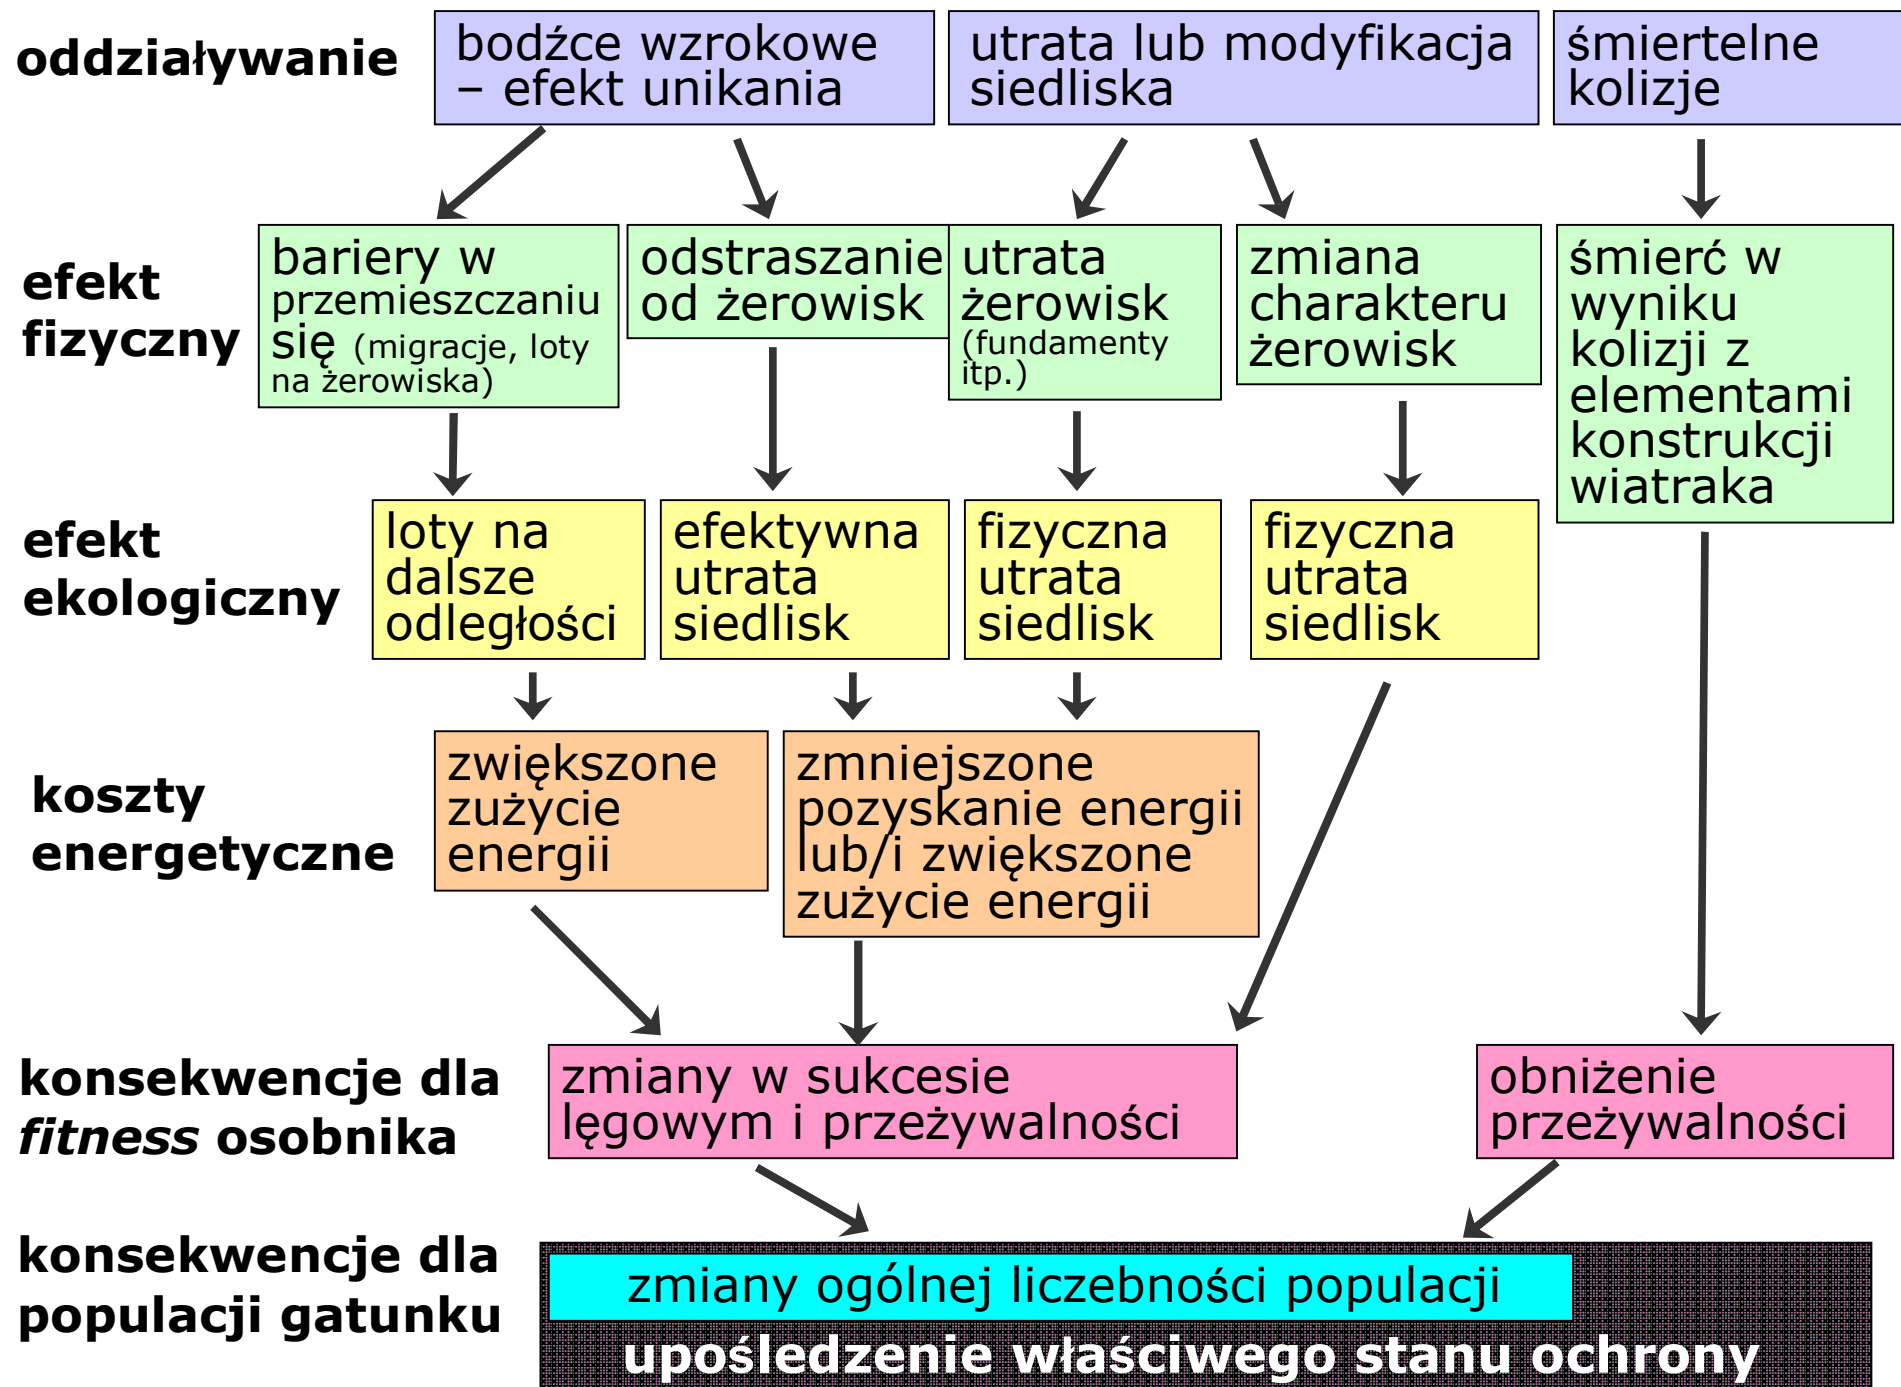 oddziaływanie
bodźce wzrokowe
– efekt unikania
utrata lub modyfikacja
siedliska
śmiertelne
kolizje
efekt
fizyczny
bariery w
przemieszczaniu
się (migracje, loty
na żerowiska)
odstraszanie
od żerowisk
utrata
żerowisk
(fundamenty
itp.)
zmiana
charakteru
żerowisk
śmierć w
wyniku
kolizji z
elementami
konstrukcji
wiatraka
efekt
ekologiczny
loty na
dalsze
odległości
efektywna
utrata
siedlisk
fizyczna
utrata
siedlisk
fizyczna
utrata
siedlisk
koszty
energetyczne
zwiększone
zużycie
energii
zmniejszone
pozyskanie energii
lub/i zwiększone
zużycie energii
konsekwencje dla
fitness osobnika
zmiany w sukcesie
lęgowym i przeżywalności
obniżenie
przeżywalności
konsekwencje dla
populacji gatunku
zmiany ogólnej liczebności populacji
upośledzenie właściwego stanu ochrony